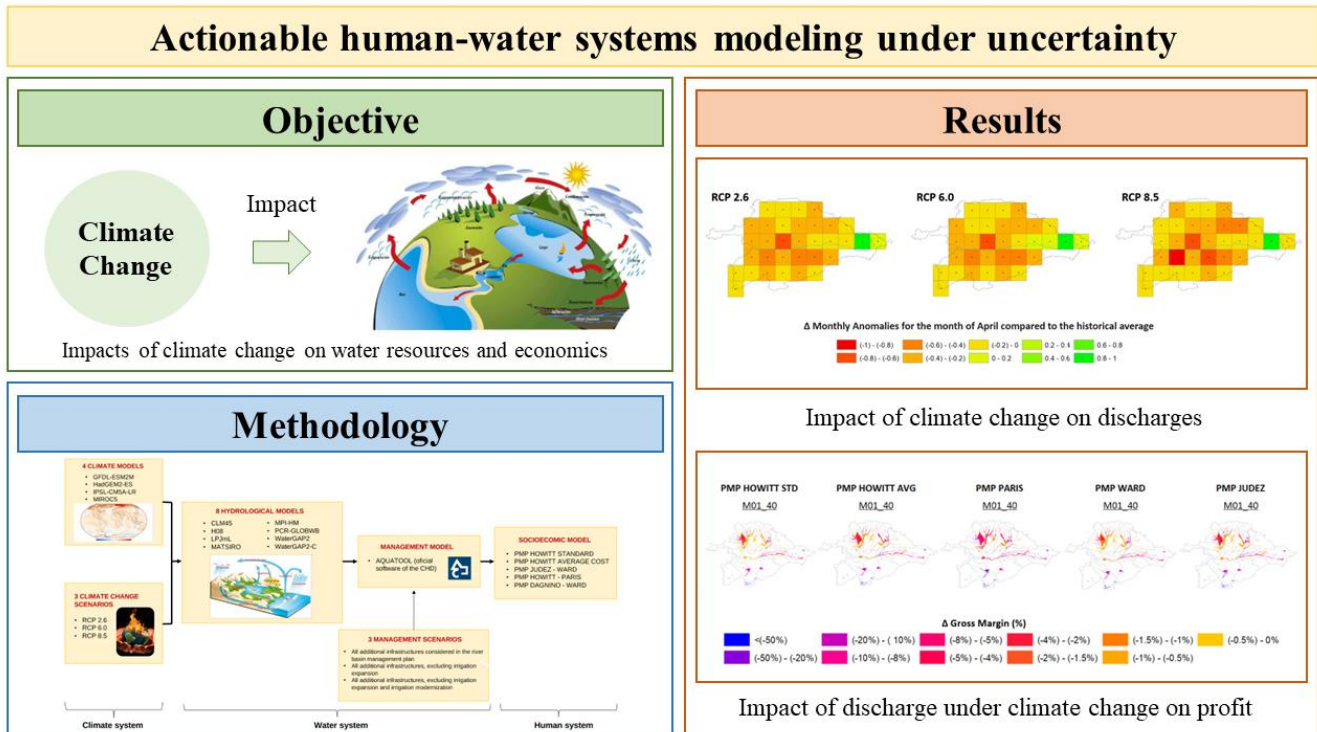 Actionable human-water systems modeling under uncertainty
Objective
Climate
Change
Impact
Impacts of climate change on water resources and economics
Methodology
4 CLIMATE MODELS
• GFDL-ESM2M
• HadGEM2-ES
• IPSL-CM5A-LR
• MIROC5
3 CLIMATE CHANGE
SCENARIOS
• RCP 2.6
• RCP 6.0
• RCP 8.5
8 HYDROLOGICAL MODELS
• CLM45
• H08
• LPJmL
• MATSIRO
• MPI-HM
• PCR-GLOBWB
• WaterGAP2
• WaterGAP2-C
MANAGEMENT MODEL
• AQUATOOL (oficial
software of the CHD)
3 MANAGEMENT SCENARIOS
• All additional infrastructures considered in the river
basin management plan
• All additional infrastructures, excluding irrigation
expansion
• All additional infrastructures, excluding irrigation
expansion and irrigation modernization
SOCIOECOMIC MODEL
• PMP HOWITT STANDARD
• PMP HOWITT AVERAGE COST
• PMP JUDEZ - WARD
• PMP HOWITT - PARIS
• PMP DAGNINO - WARD
Climate system
Water system
Human system
Results
RCP 2.6
RCP 6.0
RCP 8.5
Δ Monthly Anomalies for the month of April compared to the historical average
(-1) - (-0.8) (-0.6) - (-0.4) (-0.2) - 0 0.2 - 0.4 0.6 - 0.8
(-0.8) - (-0.6) (-0.4) - (-0.2) 0 - 0.2 0.4 - 0.6 0.8 - 1
Impact of climate change on discharges
PMP HOWITT STD PMP HOWITT AVG PMP PARIS PMP WARD PMP JUDEZ
M01_40 M01_40 M01_40 M01_40 M01_40
Δ Gross Margin (%)
<(-50%) (-20%) - ( 10%) (-8%) - (-5%) (-4%) - (-2%) (-1.5%) - (-1%) (-0.5%) - 0%
(-50%) - (-20%) (-10%) - (-8%) (-5%) - (-4%) (-2%) - (-1.5%) (-1%) - (-0.5%)
Impact of discharge under climate change on profit